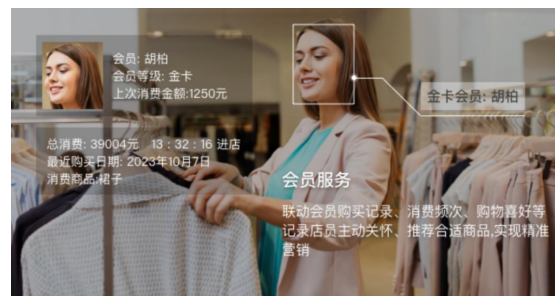 会员: 胡柏
会员等级: 金卡
上次消费金额:1250元
金卡会员: 胡柏
总消费: 39004元 13 : 32 : 16 进店
最近购买日期: 2023年10月7日
消费商品:裙子
会员服务
联动会员购买记录、消费频次、购物喜好等
记录店员主动关怀、推荐合适商品,实现精准
营销